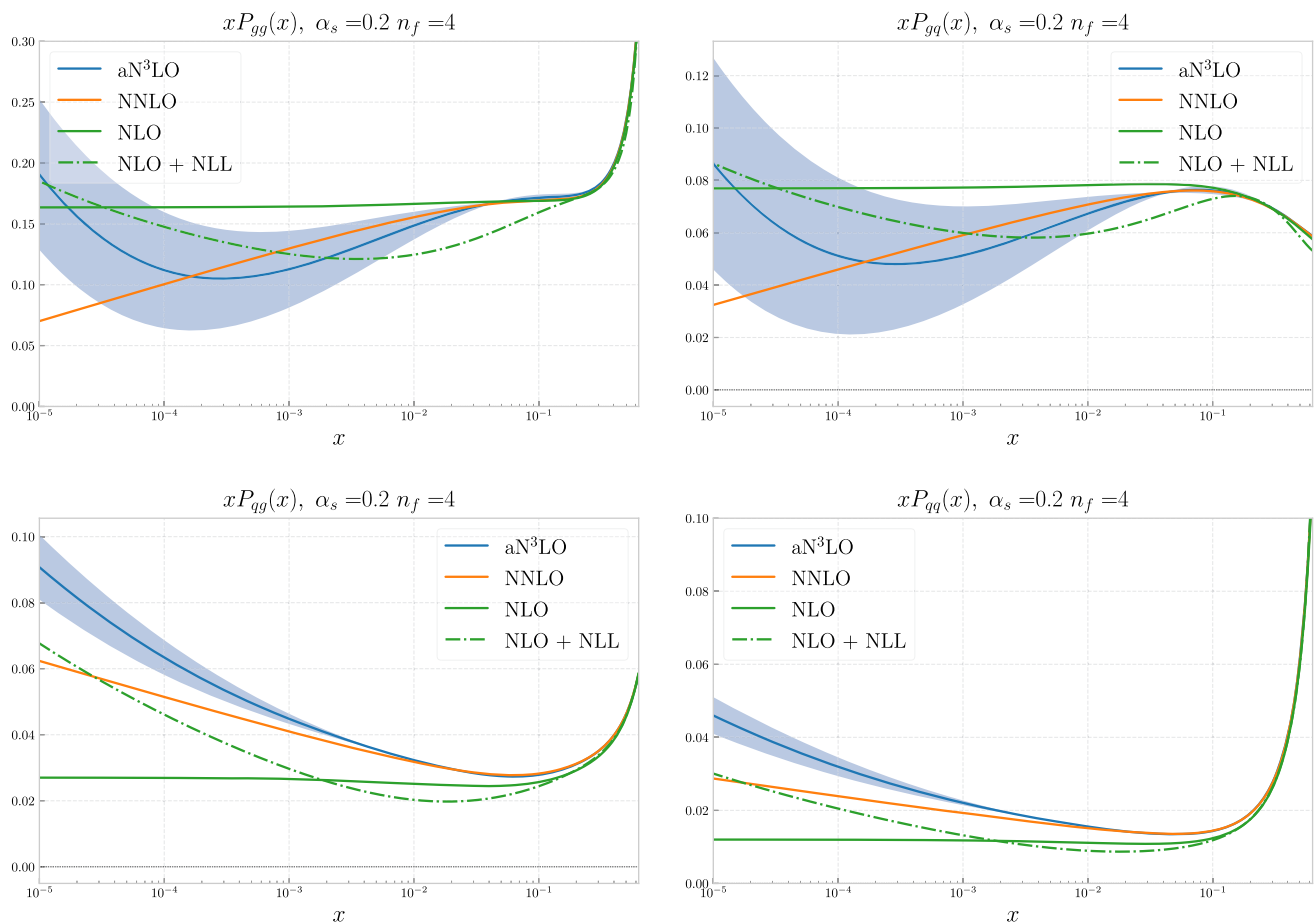 xP_{gg}(x), α_s =0.2 n_f =4
0.30
0.25
0.20
0.15
0.10
0.05
0.00
aN³LO
NNLO
NLO
NLO + NLL
10⁻⁵ 10⁻⁴ 10⁻³ 10⁻² 10⁻¹
x
xP_{gq}(x), α_s =0.2 n_f =4
0.12
0.10
0.08
0.06
0.04
0.02
0.00
aN³LO
NNLO
NLO
NLO + NLL
10⁻⁵ 10⁻⁴ 10⁻³ 10⁻² 10⁻¹
x
xP_{qg}(x), α_s =0.2 n_f =4
0.10
0.08
0.06
0.04
0.02
0.00
aN³LO
NNLO
NLO
NLO + NLL
10⁻⁵ 10⁻⁴ 10⁻³ 10⁻² 10⁻¹
x
xP_{qq}(x), α_s =0.2 n_f =4
0.10
0.08
0.06
0.04
0.02
0.00
aN³LO
NNLO
NLO
NLO + NLL
10⁻⁵ 10⁻⁴ 10⁻³ 10⁻² 10⁻¹
x